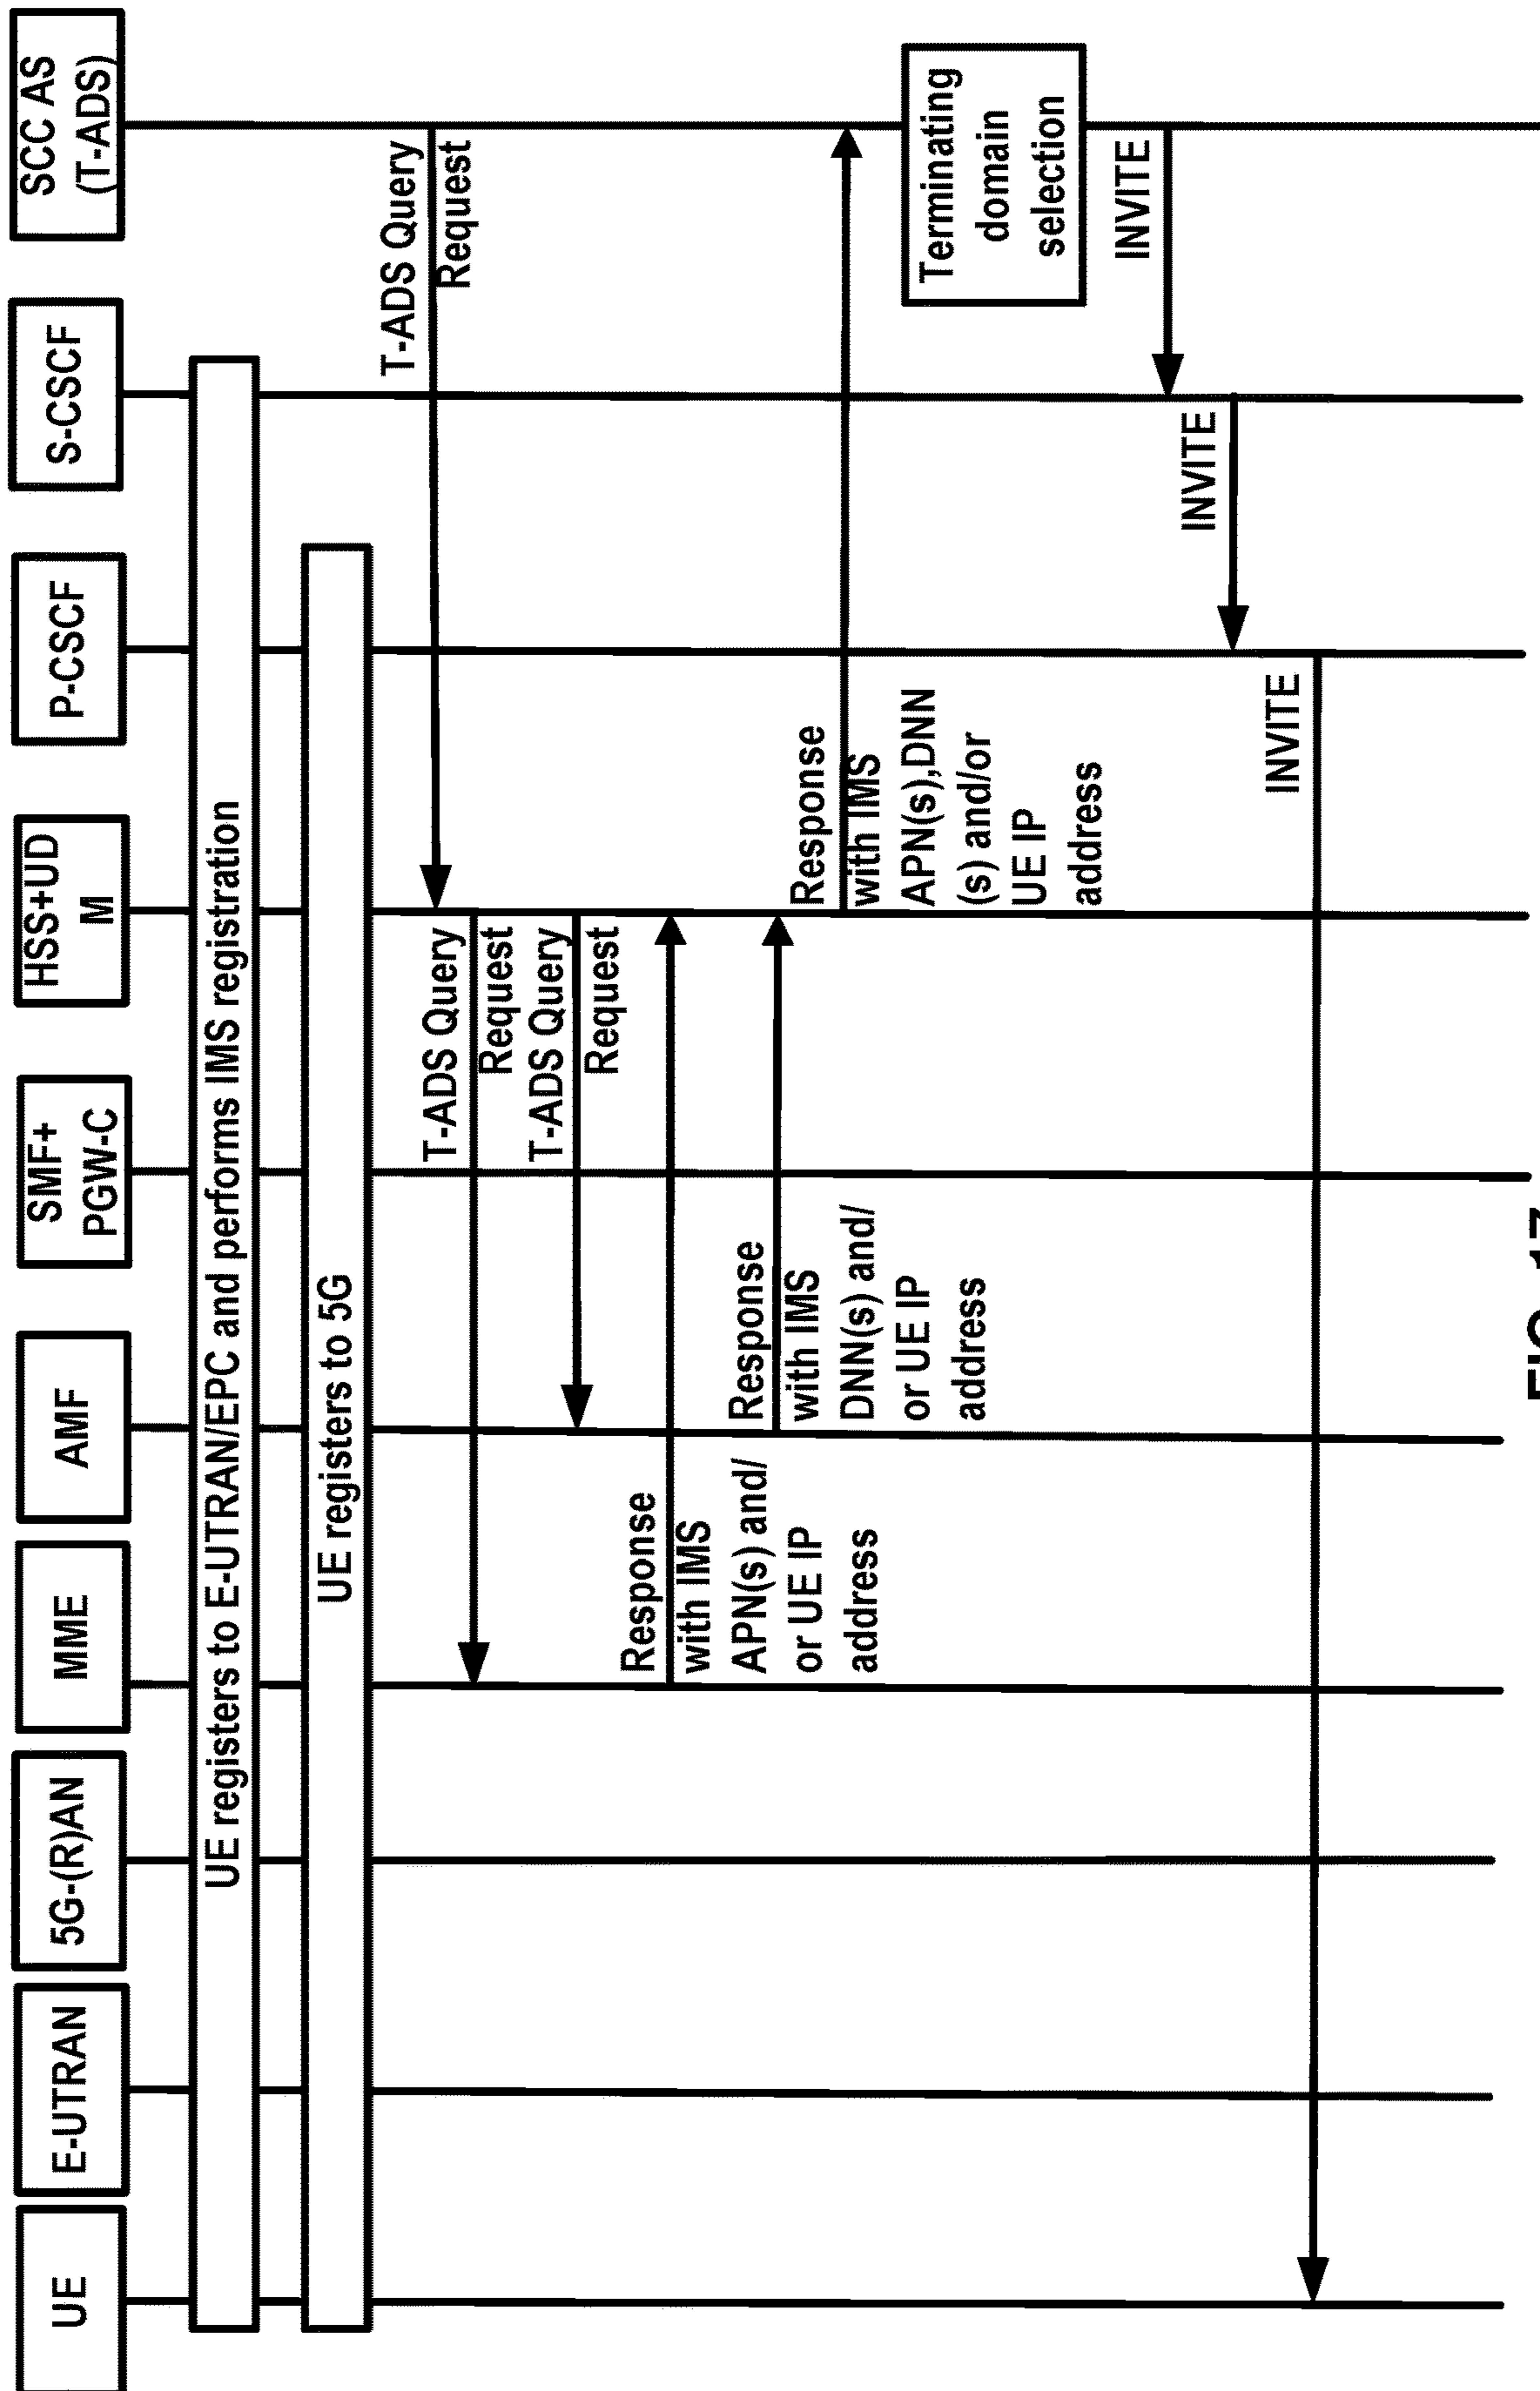 UE
E-UTRAN
5G-(R)AN
MME
AMF
SMF+
PGW-C
HSS+UD
M
P-CSCF
S-CSCF
SCC AS
(T-ADS)
UE registers to E-UTRAN/EPC and performs IMS registration
UE registers to 5G
T-ADS Query
Request
T-ADS Query
Request
T-ADS Query
Request
Response
with IMS
APN(s) and/
or UE IP
address
Response
with IMS
DNN(s) and/
or UE IP
address
Response
with IMS
APN(s),DNN
(s) and/or
UE IP
address
Terminating
domain
selection
INVITE
INVITE
INVITE